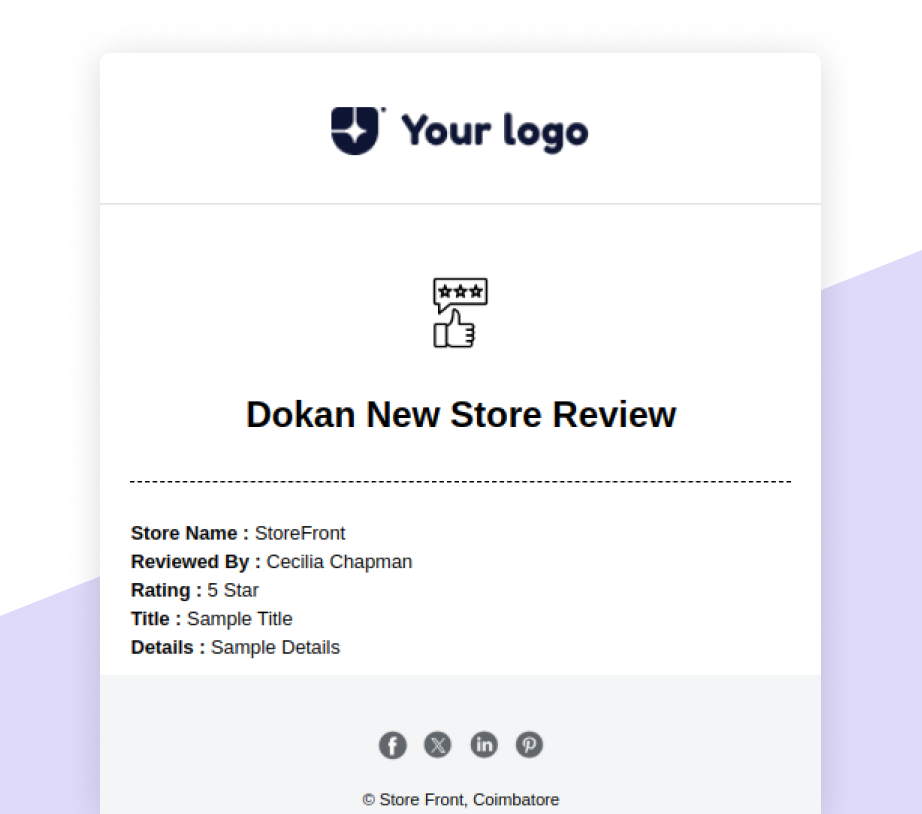 Your logo
Dokan New Store Review
Store Name : StoreFront
Reviewed By : Cecilia Chapman
Rating : 5 Star
Title : Sample Title
Details : Sample Details
f X in P
© Store Front, Coimbatore